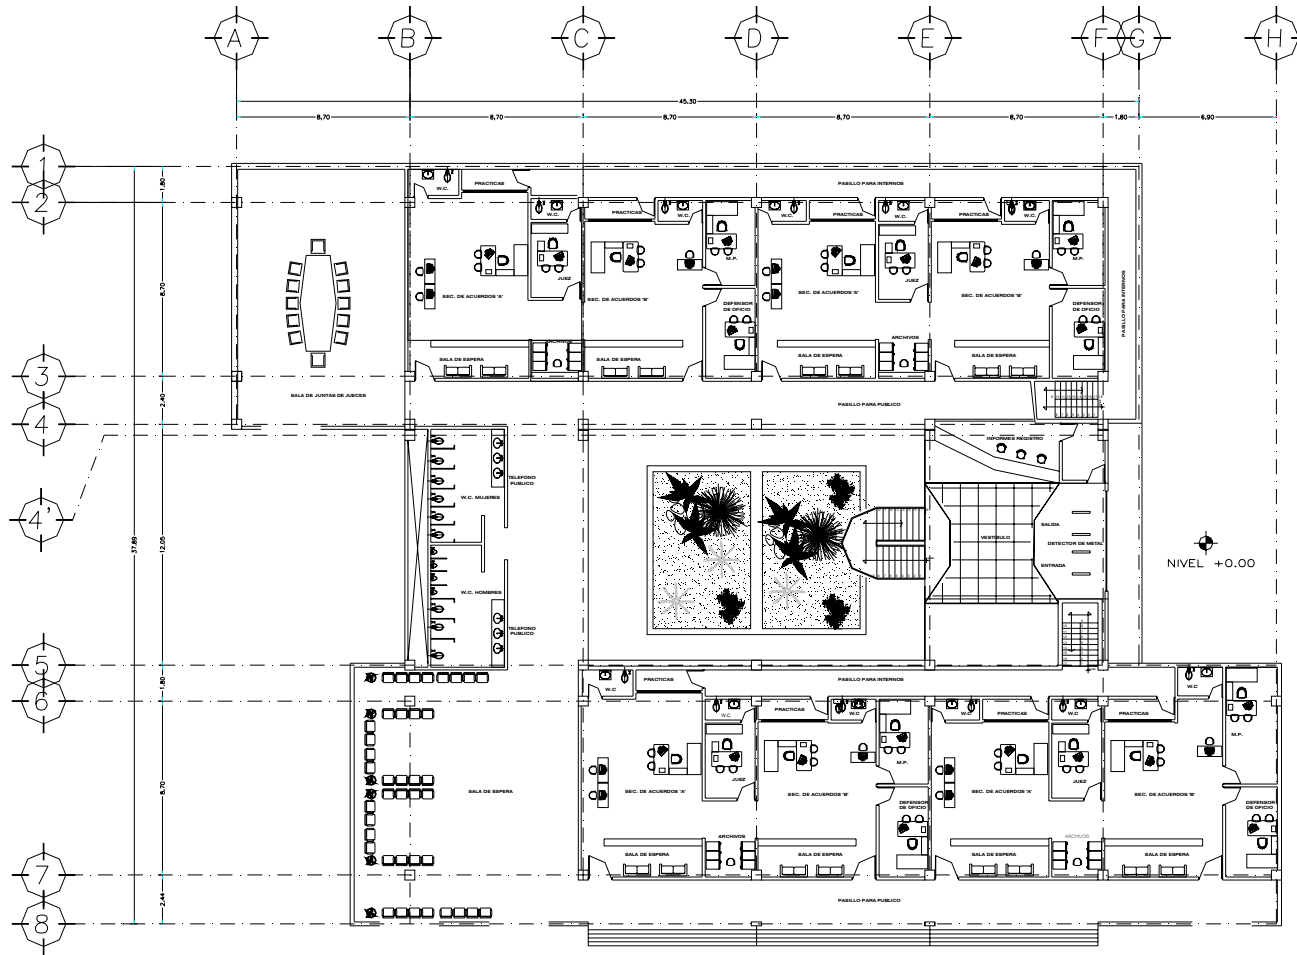 A B C D E F G H
45.30
8.70 8.70 8.70 8.70 8.70 1.80 6.90
1
2
3
4
4'
5
6
7
8
1.80
8.70
2.40
37.89
12.05
1.80
8.70
2.44
W.C.
PRACTICAS
PASILLO PARA INTERNOS
W.C.
PRACTICAS
W.C.
W.C.
PRACTICAS
W.C.
PRACTICAS
W.C.
M.P.
M.P.
JUEZ
JUEZ
SEC. DE ACUERDOS 'A'
SEC. DE ACUERDOS 'B'
SEC. DE ACUERDOS 'A'
SEC. DE ACUERDOS 'B'
DEFENSOR
DE OFICIO
DEFENSOR
DE OFICIO
PASILLO PARA INTERNOS
ARCHIVOS
ARCHIVOS
SALA DE ESPERA
SALA DE ESPERA
SALA DE ESPERA
SALA DE ESPERA
SALA DE JUNTAS DE JUECES
PASILLO PARA PUBLICO
INFORMES REGISTRO
TELEFONO
PUBLICO
W.C. MUJERES
SALIDA
VESTIBULO
DETECTOR DE METAL
ENTRADA
NIVEL +0.00
W.C. HOMBRES
TELEFONO
PUBLICO
W.C
PRACTICAS
PASILLO PARA INTERNOS
W.C
W.C.
PRACTICAS
W.C
W.C
PRACTICAS
W.C
PRACTICAS
M.P.
M.P.
JUEZ
JUEZ
SALA DE ESPERA
SEC. DE ACUERDOS 'A'
SEC. DE ACUERDOS 'B'
SEC. DE ACUERDOS 'A'
SEC. DE ACUERDOS 'B'
DEFENSOR
DE OFICIO
DEFENSOR
DE OFICIO
ARCHIVOS
ARCHIVOS
SALA DE ESPERA
SALA DE ESPERA
SALA DE ESPERA
SALA DE ESPERA
PASILLO PARA PUBLICO